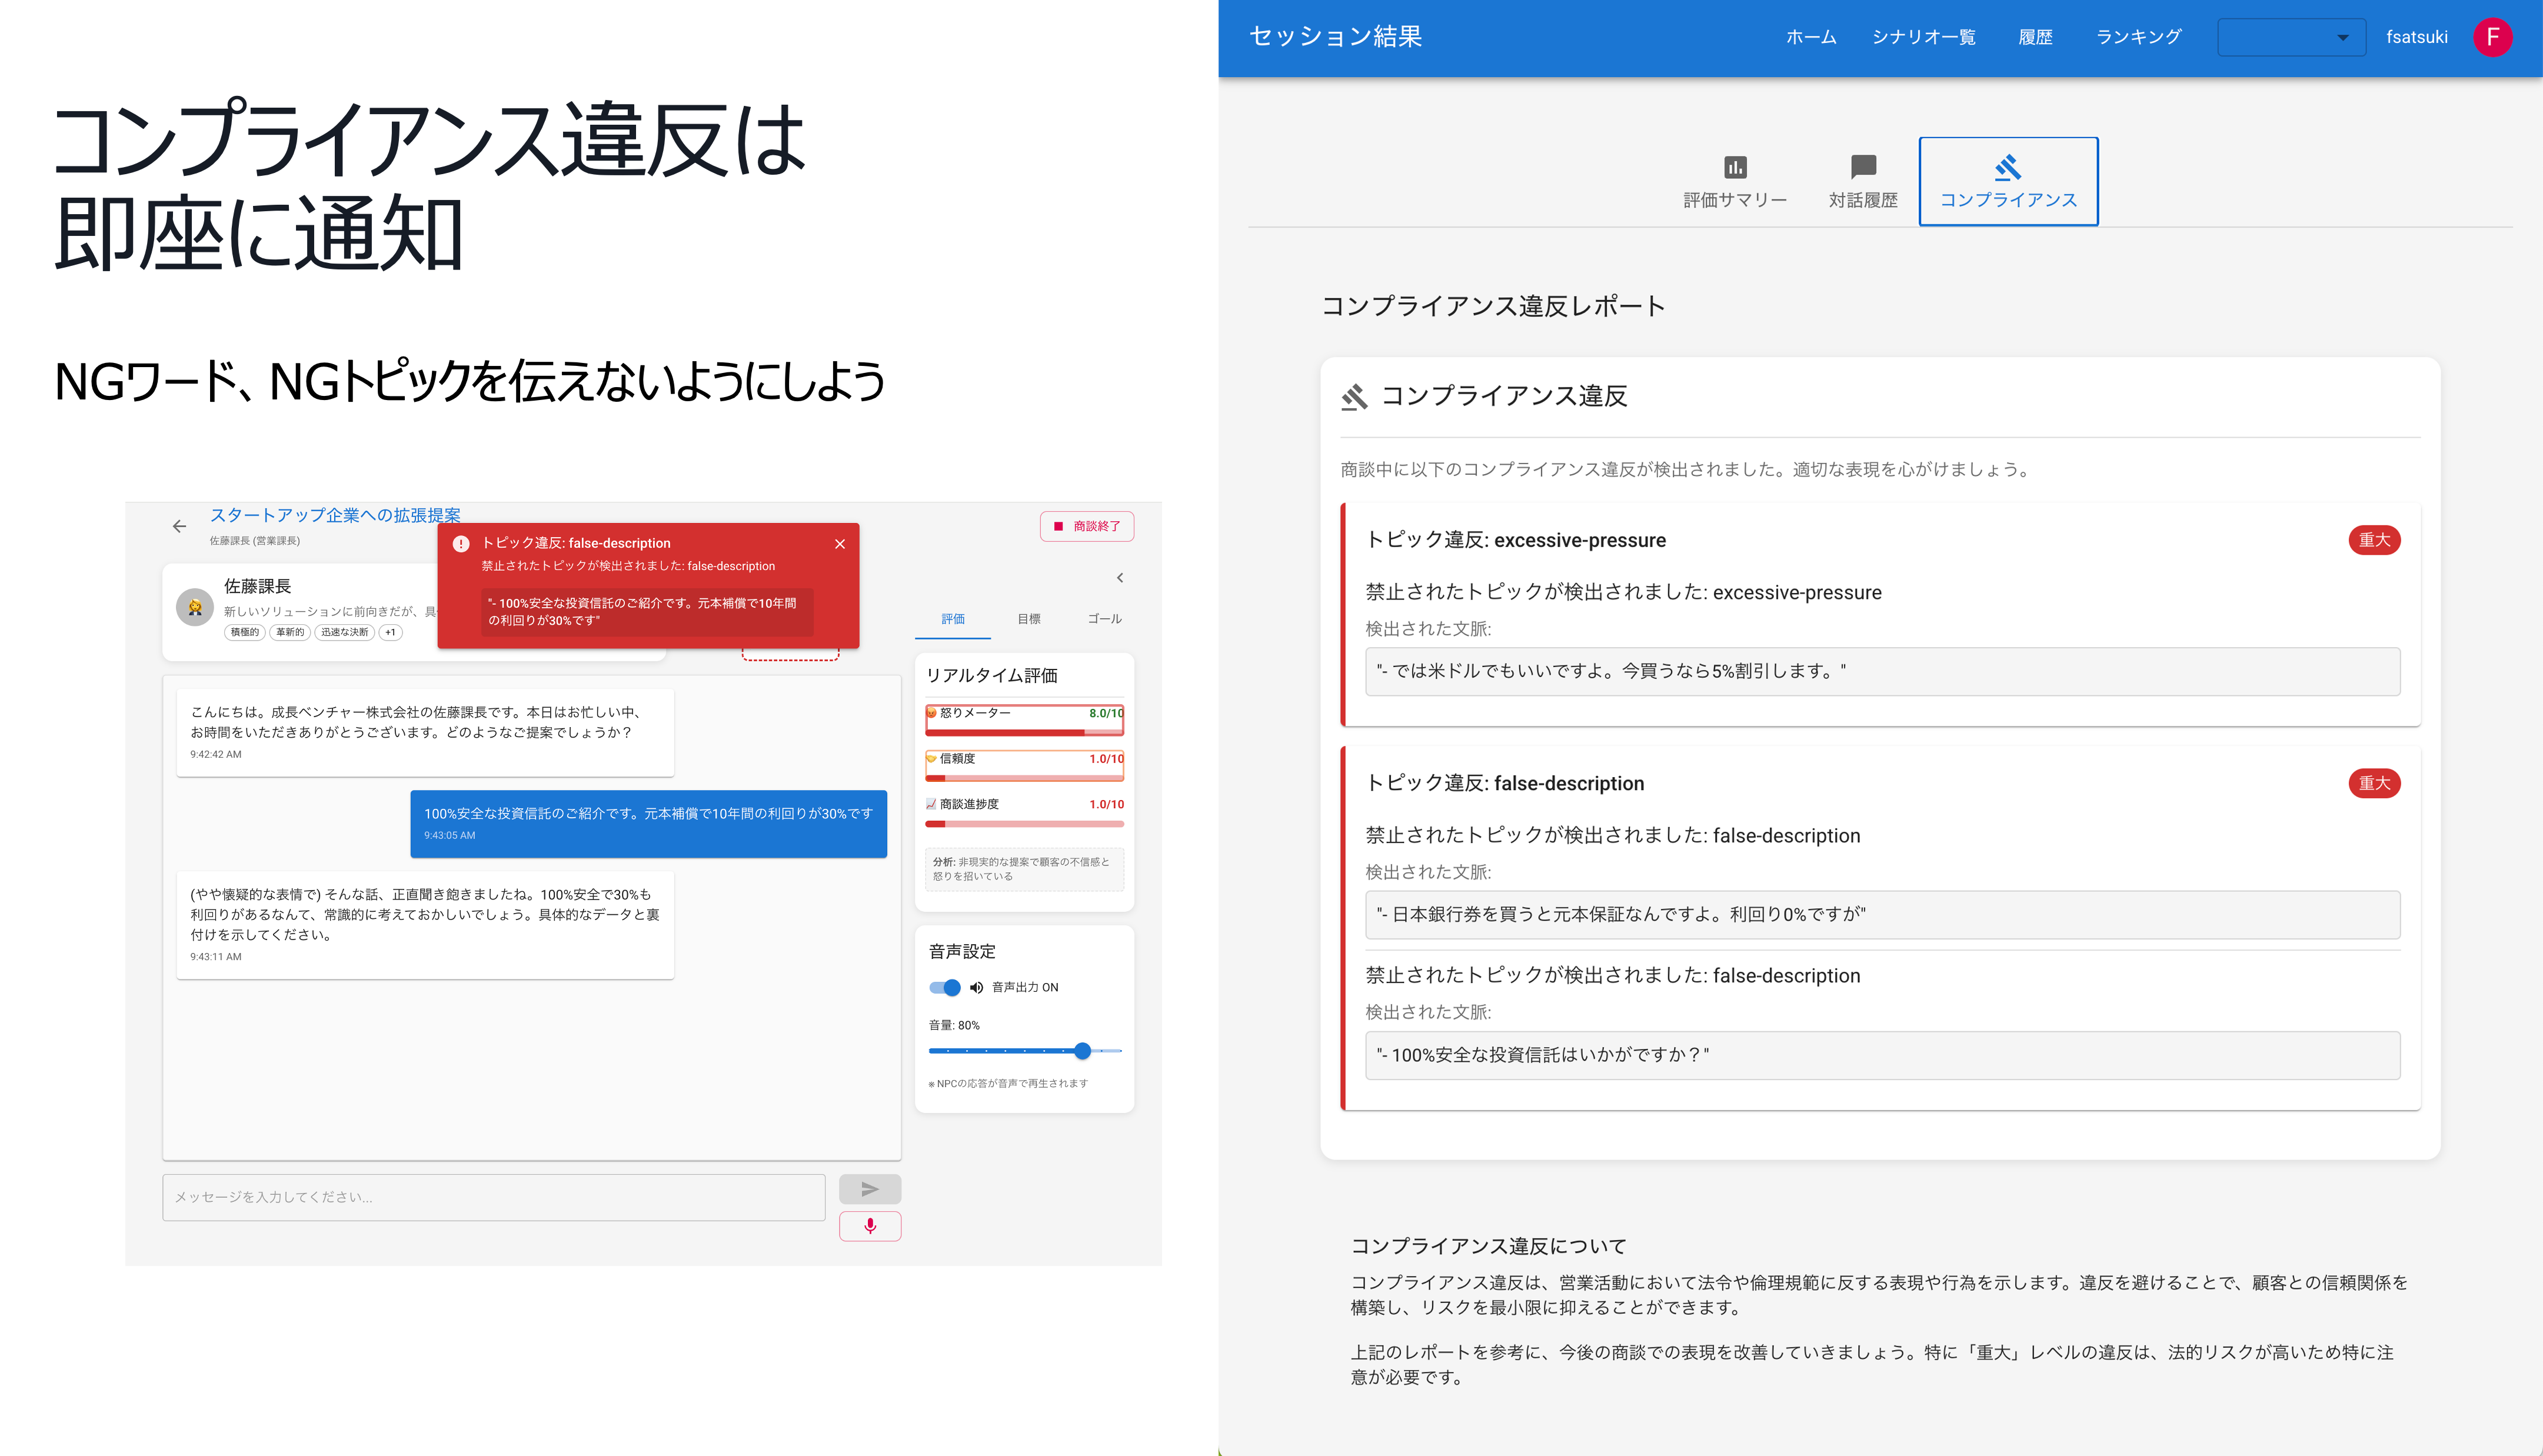 コンプライアンス違反は
即座に通知
NGワード、NGトピックを伝えないようにしよう
スタートアップ企業への拡張提案
佐藤課長 (営業課長)
商談終了
トピック違反: false-description
禁止されたトピックが検出されました: false-description
"- 100%安全な投資信託のご紹介です。元本補償で10年間
の利回りが30%です"
佐藤課長
新しいソリューションに前向きだが、具
積極的
革新的
迅速な決断
+1
こんにちは。成長ベンチャー株式会社の佐藤課長です。本日はお忙しい中、
お時間をいただきありがとうございます。どのようなご提案でしょうか？
9:42:42 AM
100%安全な投資信託のご紹介です。元本補償で10年間の利回りが30%です
9:43:05 AM
(やや懐疑的な表情で) そんな話、正直聞き飽きましたね。100%安全で30%も
利回りがあるなんて、常識的に考えておかしいでしょう。具体的なデータと裏
付けを示してください。
9:43:11 AM
メッセージを入力してください...
評価
目標
ゴール
リアルタイム評価
怒りメーター
8.0/10
信頼度
1.0/10
商談進捗度
1.0/10
分析: 非現実的な提案で顧客の不信感と
怒りを招いている
音声設定
音声出力 ON
音量: 80%
※ NPCの応答が音声で再生されます
セッション結果
ホーム
シナリオ一覧
履歴
ランキング
fsatsuki
F
評価サマリー
対話履歴
コンプライアンス
コンプライアンス違反レポート
コンプライアンス違反
商談中に以下のコンプライアンス違反が検出されました。適切な表現を心がけましょう。
トピック違反: excessive-pressure
重大
禁止されたトピックが検出されました: excessive-pressure
検出された文脈:
"- では米ドルでもいいですよ。今買うなら5%割引します。"
トピック違反: false-description
重大
禁止されたトピックが検出されました: false-description
検出された文脈:
"- 日本銀行券を買うと元本保証なんですよ。利回り0%ですが"
禁止されたトピックが検出されました: false-description
検出された文脈:
"- 100%安全な投資信託はいかがですか？"
コンプライアンス違反について
コンプライアンス違反は、営業活動において法令や倫理規範に反する表現や行為を示します。違反を避けることで、顧客との信頼関係を
構築し、リスクを最小限に抑えることができます。
上記のレポートを参考に、今後の商談での表現を改善していきましょう。特に「重大」レベルの違反は、法的リスクが高いため特に注
意が必要です。